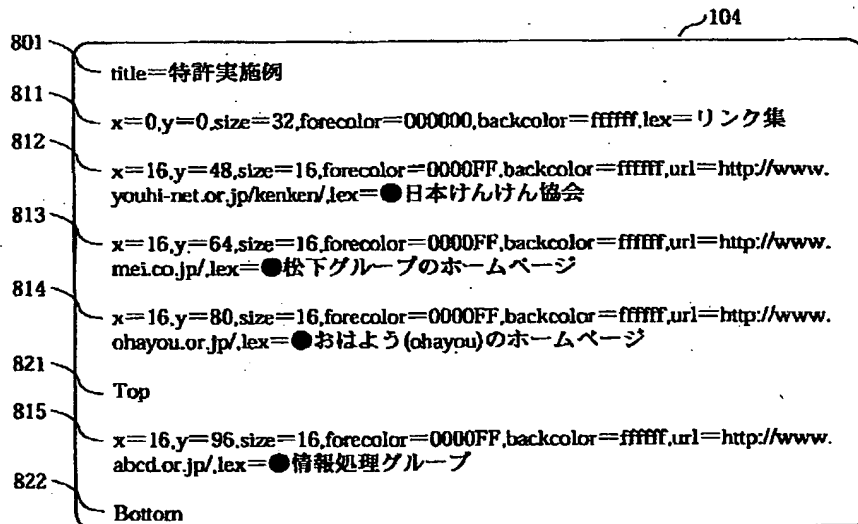 104
801
title=特許実施例
811
x=0,y=0,size=32,forecolor=000000,backcolor=ffffff,lex=リンク集
812
x=16,y=48,size=16,forecolor=0000FF,backcolor=ffffff,url=http://www.
youhi-net.or.jp/kenken/,lex=●日本けんけん協会
813
x=16,y=64,size=16,forecolor=0000FF,backcolor=ffffff,url=http://www.
mei.co.jp/,lex=●松下グループのホームページ
814
x=16,y=80,size=16,forecolor=0000FF,backcolor=ffffff,url=http://www.
ohayou.or.jp/,lex=●おはよう(ohayou)のホームページ
821
Top
815
x=16,y=96,size=16,forecolor=0000FF,backcolor=ffffff,url=http://www.
abcd.or.jp/,lex=●情報処理グループ
822
Bottom